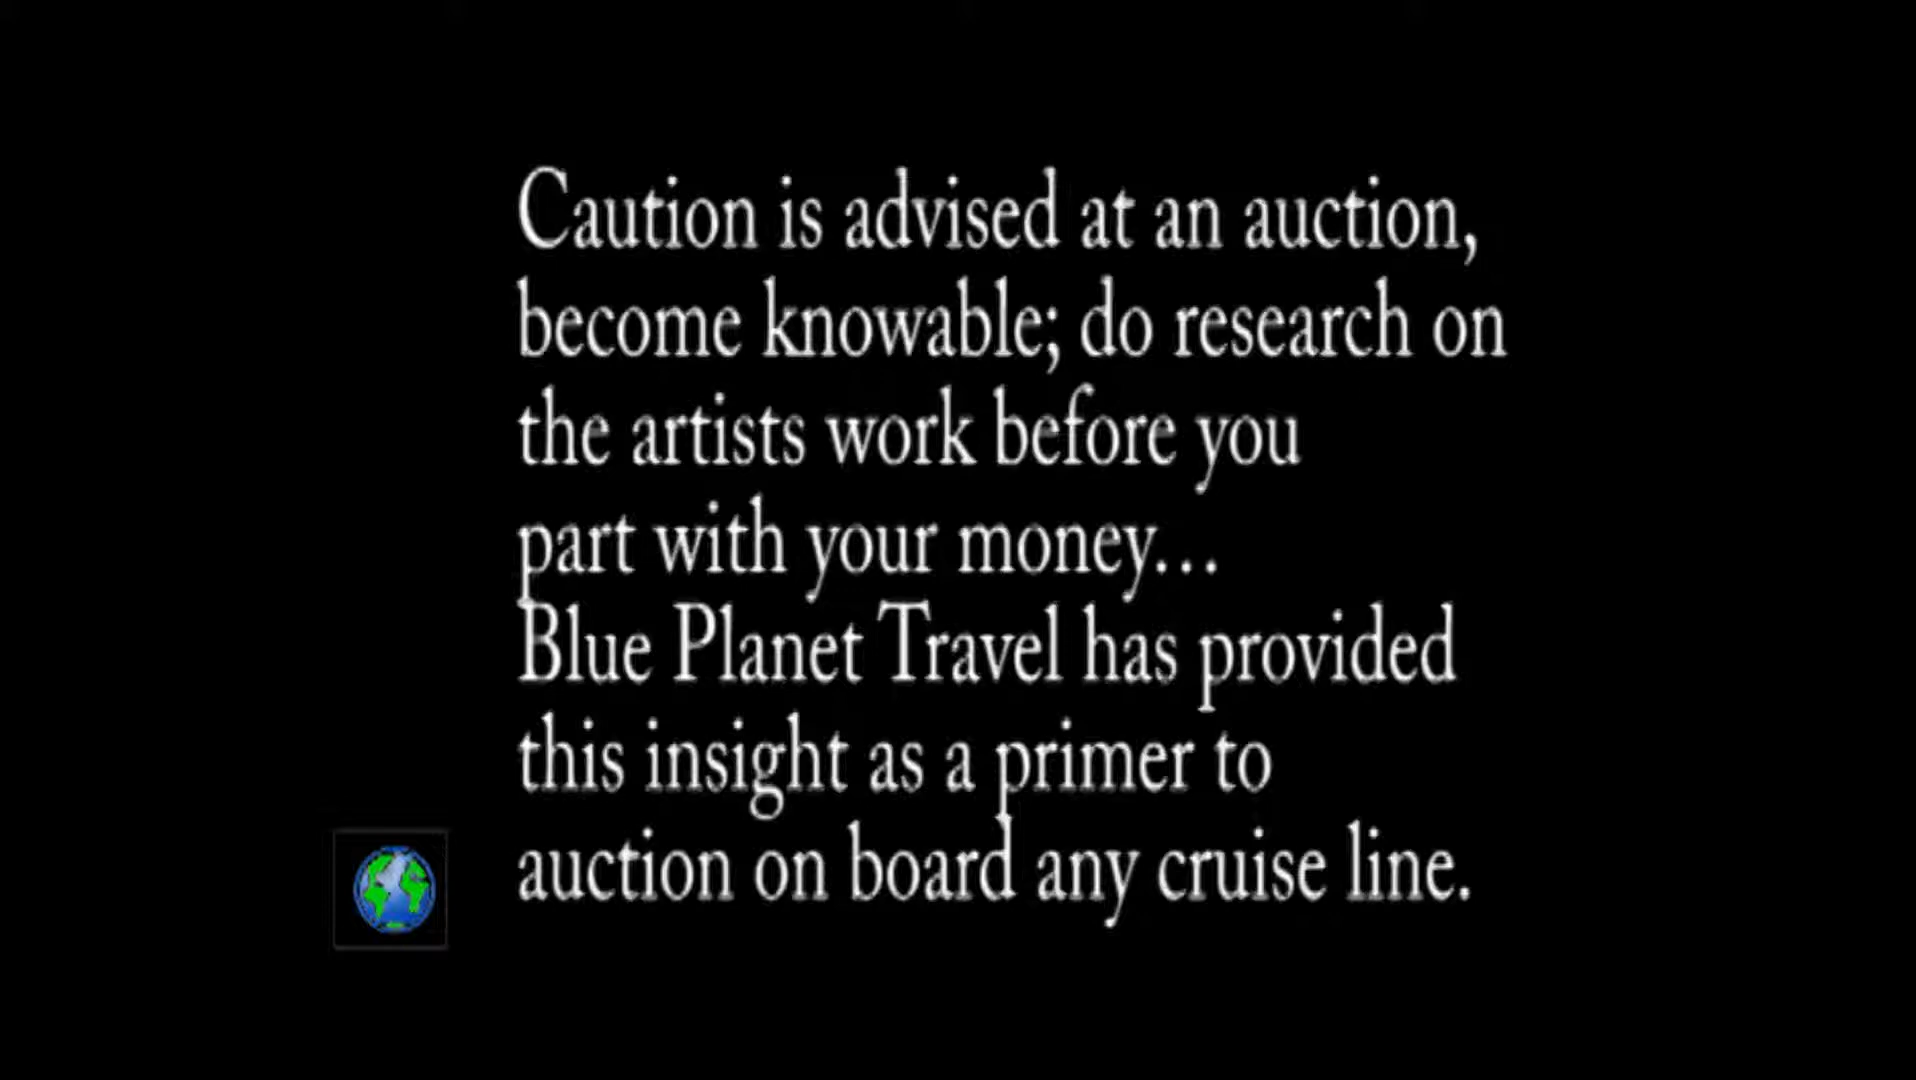 Caution is advised at an auction,
become knowable; do research on
the artists work before you
part with your money...
Blue Planet Travel has provided
this insight as a primer to
auction on board any cruise line.